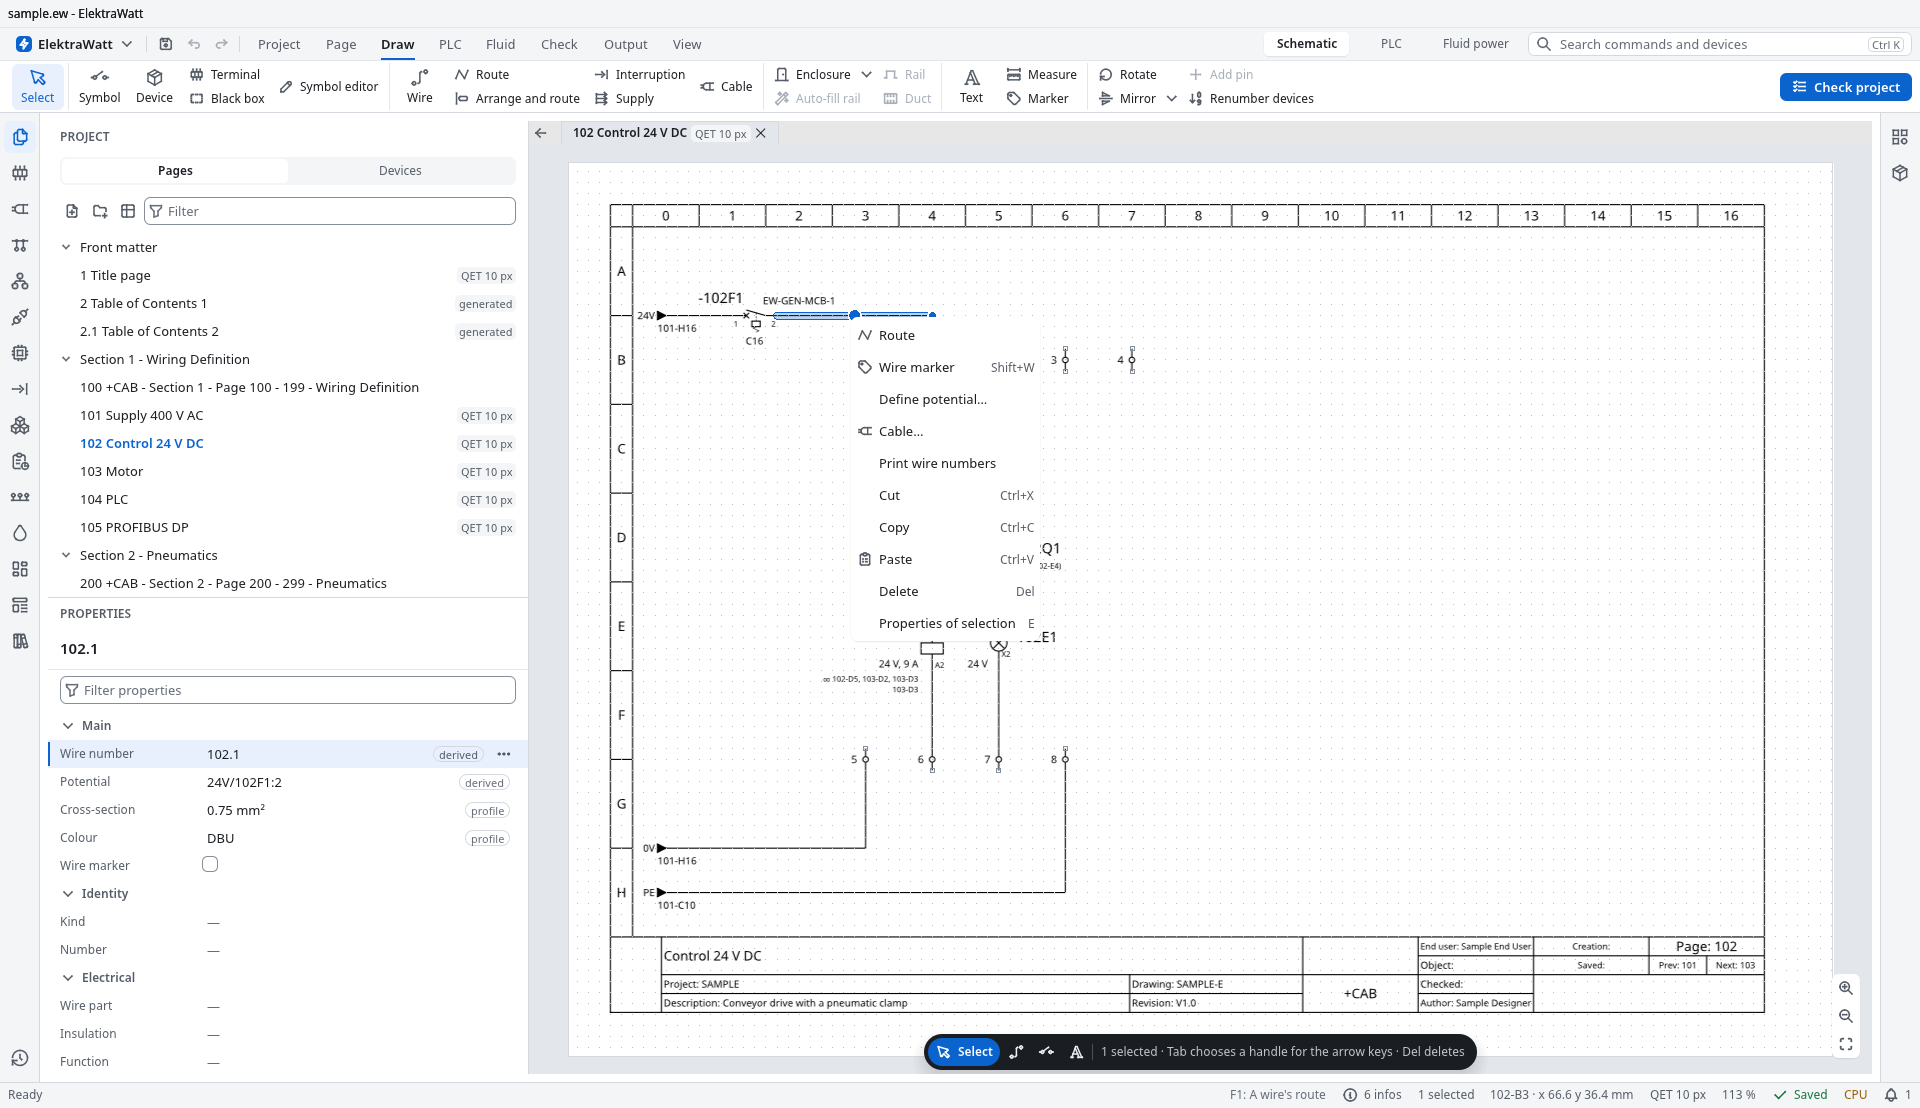 sample.ew - ElektraWatt
ElektraWatt
Project Page Draw PLC Fluid Check Output View
Schematic PLC Fluid power
Search commands and devices Ctrl K
Select Symbol Device Terminal Black box Symbol editor
Wire Route Arrange and route Interruption Supply Cable
Enclosure Auto-fill rail Rail Duct
Text Measure Marker
Rotate Mirror Add pin Renumber devices
Check project
PROJECT
Pages Devices
Filter
Front matter
1 Title page QET 10 px
2 Table of Contents 1 generated
2.1 Table of Contents 2 generated
Section 1 - Wiring Definition
100 +CAB - Section 1 - Page 100 - 199 - Wiring Definition
101 Supply 400 V AC QET 10 px
102 Control 24 V DC QET 10 px
103 Motor QET 10 px
104 PLC QET 10 px
105 PROFIBUS DP QET 10 px
Section 2 - Pneumatics
200 +CAB - Section 2 - Page 200 - 299 - Pneumatics
PROPERTIES
102.1
Filter properties
Main
Wire number 102.1 derived
Potential 24V/102F1:2 derived
Cross-section 0.75 mm² profile
Colour DBU profile
Wire marker
Identity
Kind —
Number —
Electrical
Wire part —
Insulation —
Function —
102 Control 24 V DC QET 10 px
0 1 2 3 4 5 6 7 8 9 10 11 12 13 14 15 16
A
B
C
D
E
F
G
H
-102F1 EW-GEN-MCB-1
24V
101-H16
1 2
C16
3 4
Route
Wire marker Shift+W
Define potential...
Cable...
Print wire numbers
Cut Ctrl+X
Copy Ctrl+C
Paste Ctrl+V
Delete Del
Properties of selection E
Q1
02-E4)
E1
X2
24 V, 9 A A2 24 V
∞ 102-D5, 103-D2, 103-D3
103-D3
5 6 7 8
0V
101-H16
PE
101-C10
Control 24 V DC
Project: SAMPLE
Description: Conveyor drive with a pneumatic clamp
Drawing: SAMPLE-E
Revision: V1.0
+CAB
End user: Sample End User
Object:
Checked:
Author: Sample Designer
Creation:
Saved:
Page: 102
Prev: 101 Next: 103
Select 1 selected · Tab chooses a handle for the arrow keys · Del deletes
Ready
F1: A wire's route 6 infos 1 selected 102-B3 · x 66.6 y 36.4 mm QET 10 px 113 % Saved CPU 1